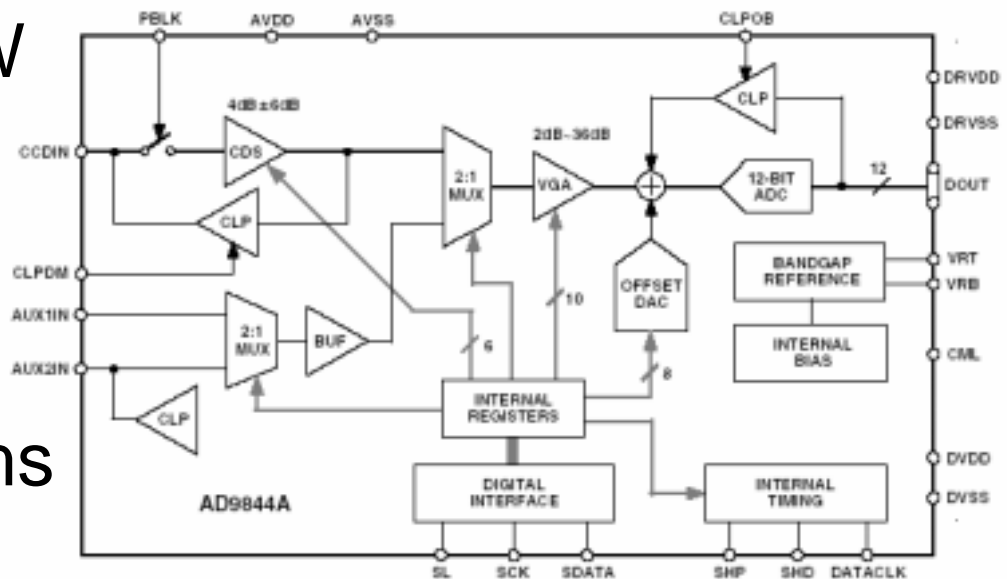 W
PBLK AVDD AVSS CLPOB
DRVDD
4dB±6dB
CLP
DRVSS
2dB~36dB
CCDIN
CDS
2:1
MUX
VGA
12-BIT
ADC
12
DOUT
CLP
CLPDM
BANDGAP
REFERENCE
VRT
VRB
OFFSET
DAC
10
AUX1IN
2:1
MUX
BUF
6
8
INTERNAL
BIAS
CML
AUX2IN
INTERNAL
REGISTERS
CLP
ns
DVDD
DIGITAL
INTERFACE
INTERNAL
TIMING
DVSS
AD9844A
SL SCK SDATA SHP SHD DATACLK